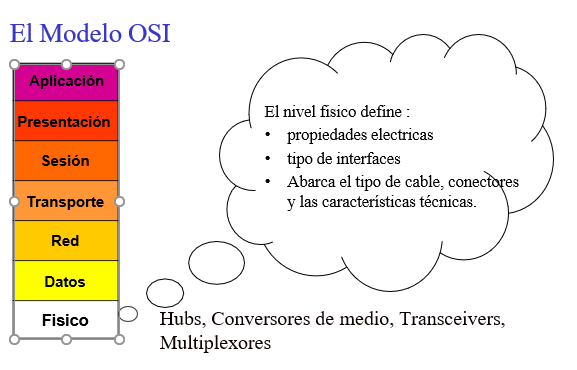 El Modelo OSI
Aplicación
Presentación
Sesión
Transporte
Red
Datos
Fisico
El nivel físico define :
• propiedades electricas
• tipo de interfaces
• Abarca el tipo de cable, conectores
y las características técnicas.
Hubs, Conversores de medio, Transceivers,
Multiplexores